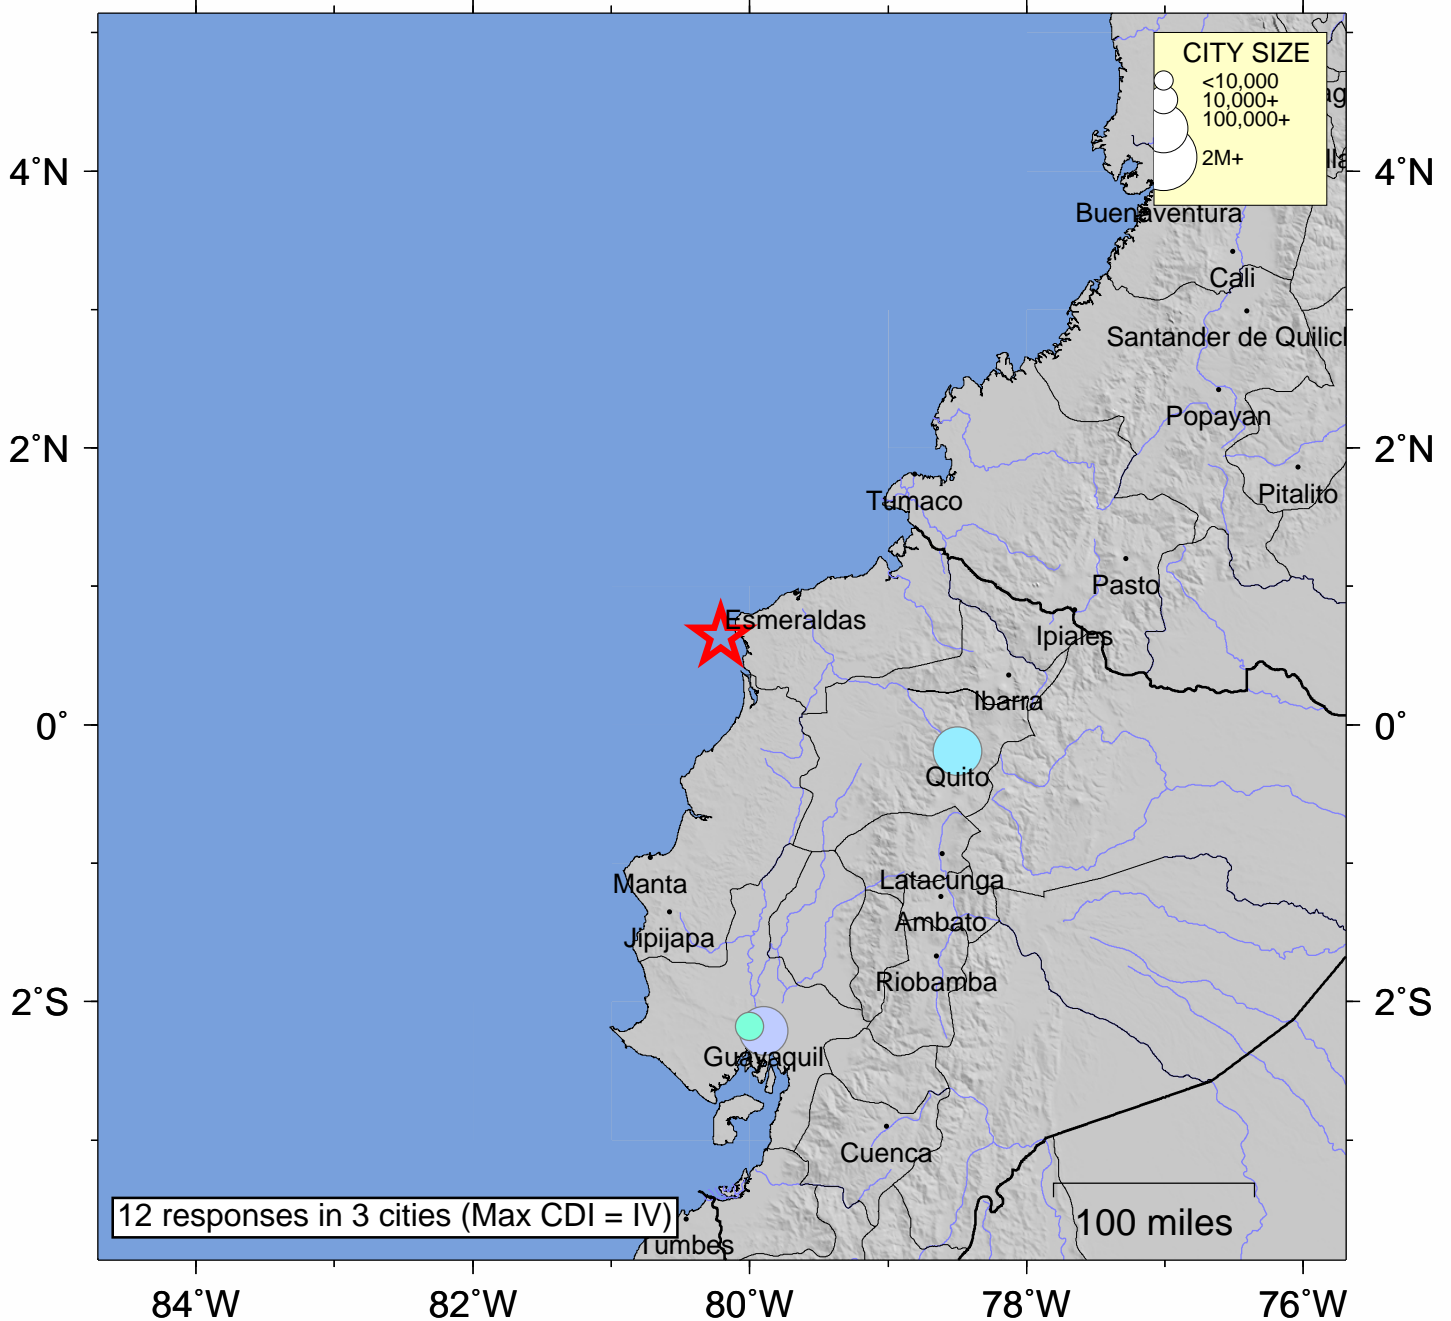 CITY SIZE
<10,000
10,000+
100,000+
2M+
4°N
4°N
Buenaventura
Cali
Santander de Quilich
Popayan
2°N
2°N
Pitalito
Tumaco
Pasto
Esmeraldas
Ipiales
Ibarra
0°
0°
Quito
Manta
Latacunga
Ambato
Jipijapa
Riobamba
2°S
2°S
Guayaquil
Cuenca
12 responses in 3 cities (Max CDI = IV)
100 miles
Tumbes
84°W
82°W
80°W
78°W
76°W